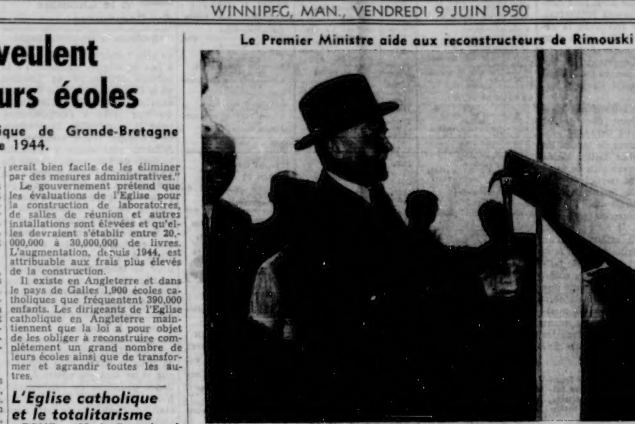 WINNIPEG, MAN., VENDREDI 9 JUIN 1950
veulent
urs écoles
ique de Grande-Bretagne
e 1944.
serait bien facile de les éliminer
par des mesures administratives."
Le gouvernement prétend que
les évaluations de l'Eglise pour
la construction de laboratoires,
de salles de réunion et autres
installations sont élevées et qu'el-
les devraient s'établir entre 20,-
000,000 à 30,000,000 de livres.
L'augmentation, depuis 1944, est
attribuable aux frais plus élevés
de la construction.
Il existe en Angleterre et dans
le pays de Galles 1,900 écoles ca-
tholiques que fréquentent 390,000
enfants. Les dirigeants de l'Eglise
catholique en Angleterre main-
tiennent que la loi a pour objet
de les obliger à reconstruire com-
plètement un grand nombre de
leurs écoles ainsi que de transfor-
mer et agrandir toutes les au-
tres.
L'Eglise catholique
et le totalitarisme
Le Premier Ministre aide aux reconstructeurs de Rimouski